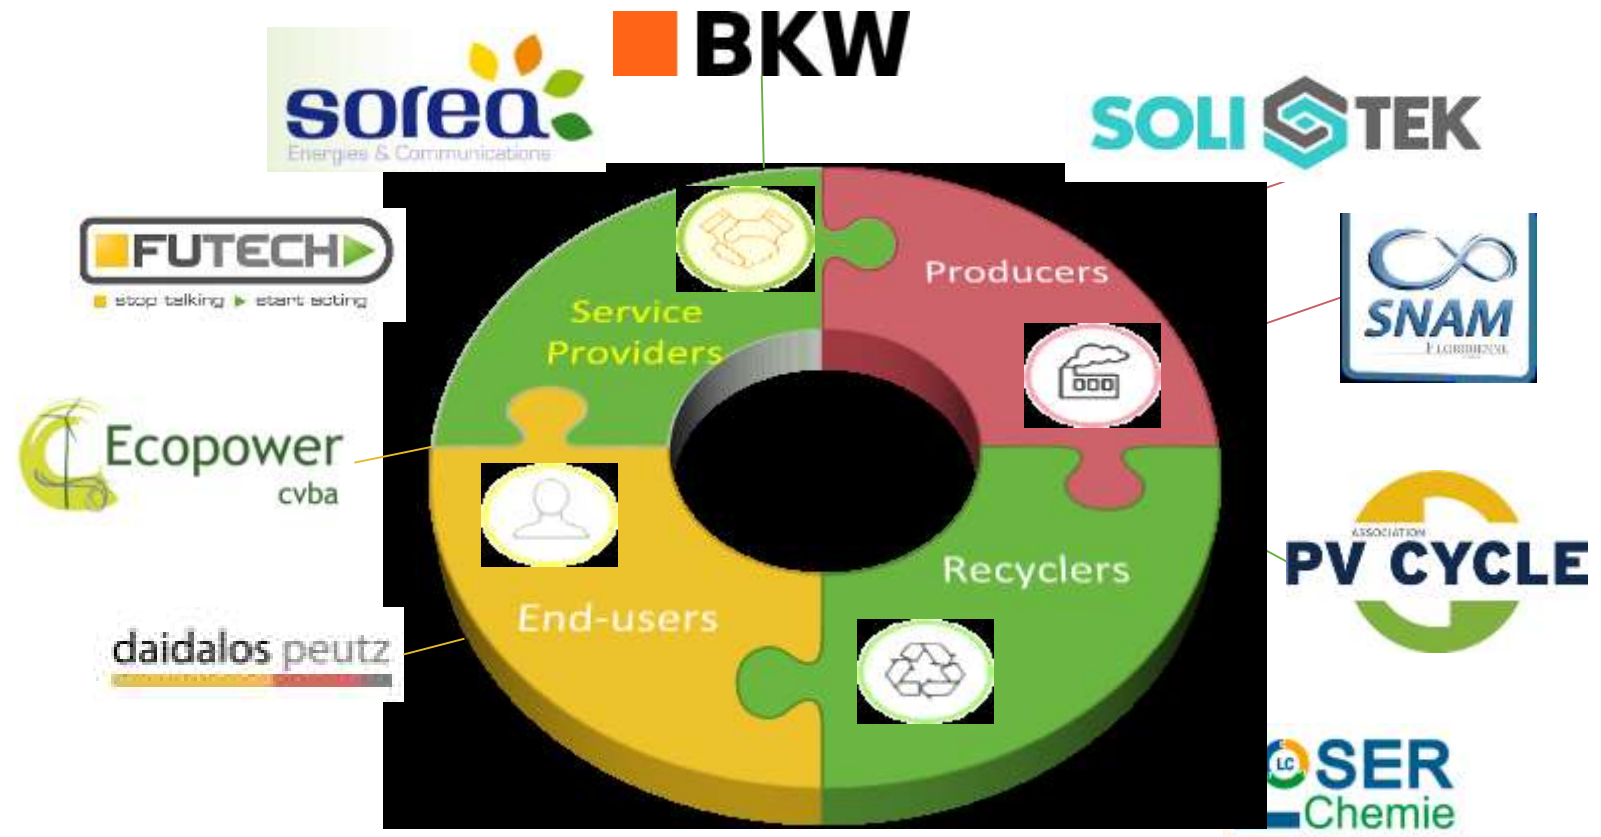 BKW
sorea
Energies & Communications
SOLI TEK
FUTECH
stop talking start acting
Producers
Service
Providers
SNAM
FLORIDIENNE
Ecopower
cvba
ASSOCIATION
PV CYCLE
Recyclers
End-users
daidalos peutz
LC
SER
Chemie